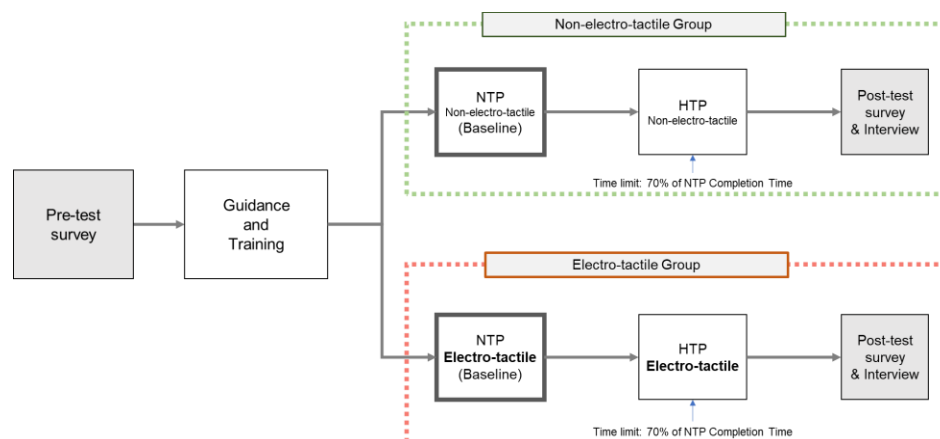 Non-electro-tactile Group
NTP
Non-electro-tactile
(Baseline)
HTP
Non-electro-tactile
Post-test
survey
& Interview
Time limit: 70% of NTP Completion Time
Pre-test
survey
Guidance
and
Training
Electro-tactile Group
NTP
Electro-tactile
(Baseline)
HTP
Electro-tactile
Post-test
survey
& Interview
Time limit: 70% of NTP Completion Time